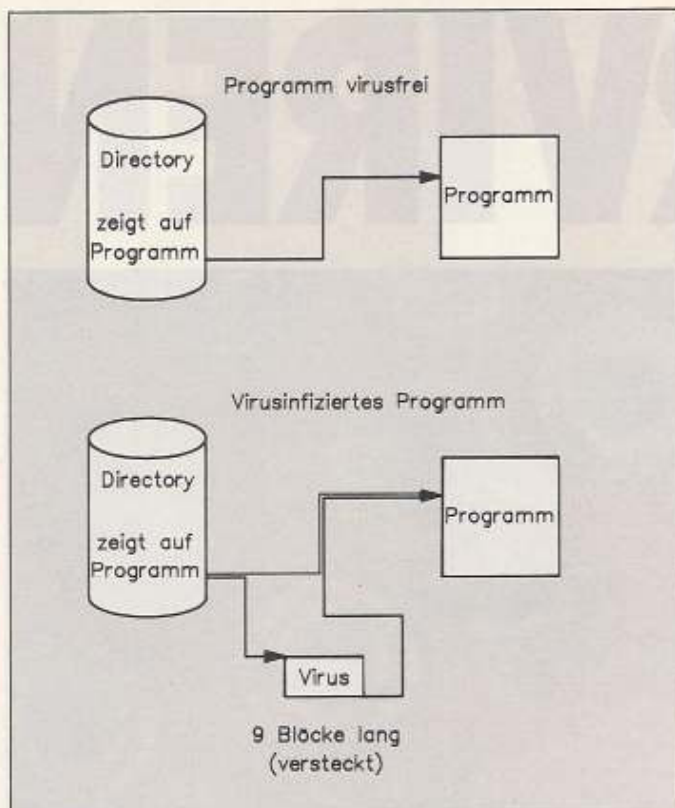 VIREN
Programm virusfrei
Directory
zeigt auf
Programm
Programm
Virusinfiziertes Programm
Directory
zeigt auf
Programm
Programm
Virus
9 Blöcke lang
(versteckt)